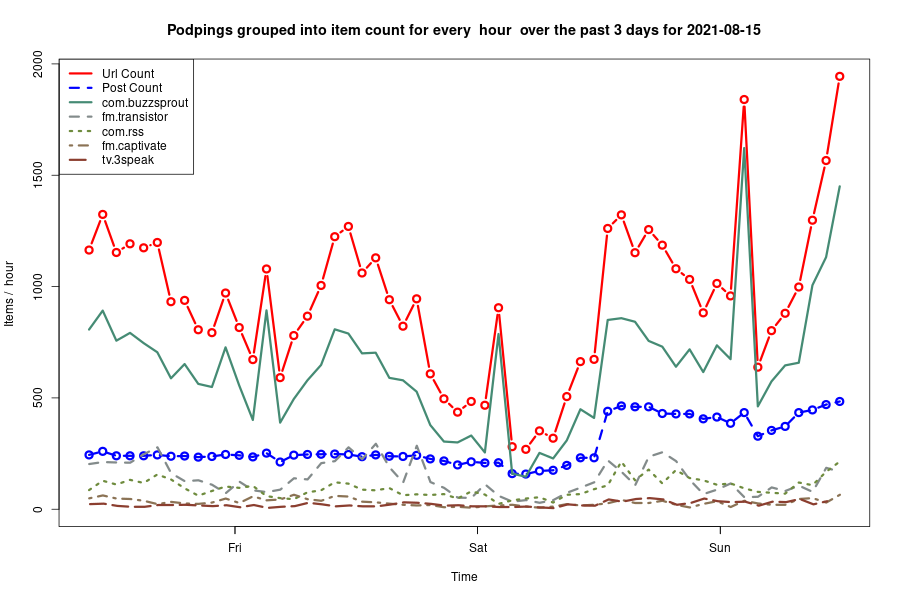 Podpings grouped into item count for every  hour  over the past 3 days for 2021-08-15
Url Count
Post Count
com.buzzsprout
fm.transistor
com.rss
fm.captivate
tv.3speak
Items /  hour
2000
1500
1000
500
0
Fri
Sat
Sun
Time